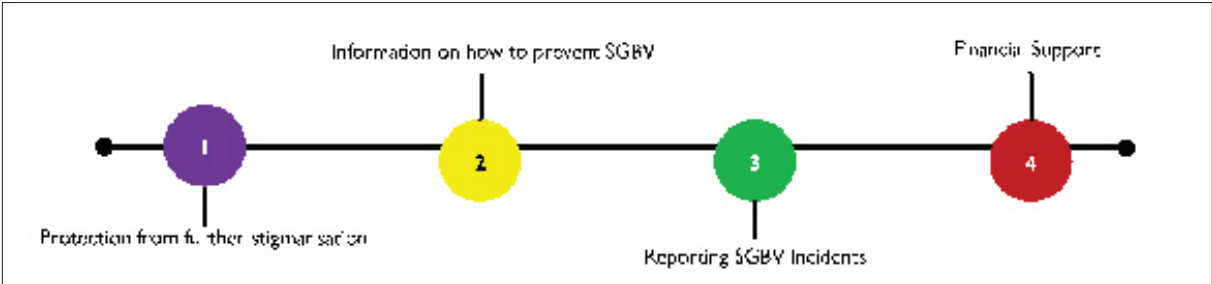 Information on how to prevent SGBV
Financial Support
1
2
3
4
Protection from further stigmatisation
Reporting SGBV Incidents